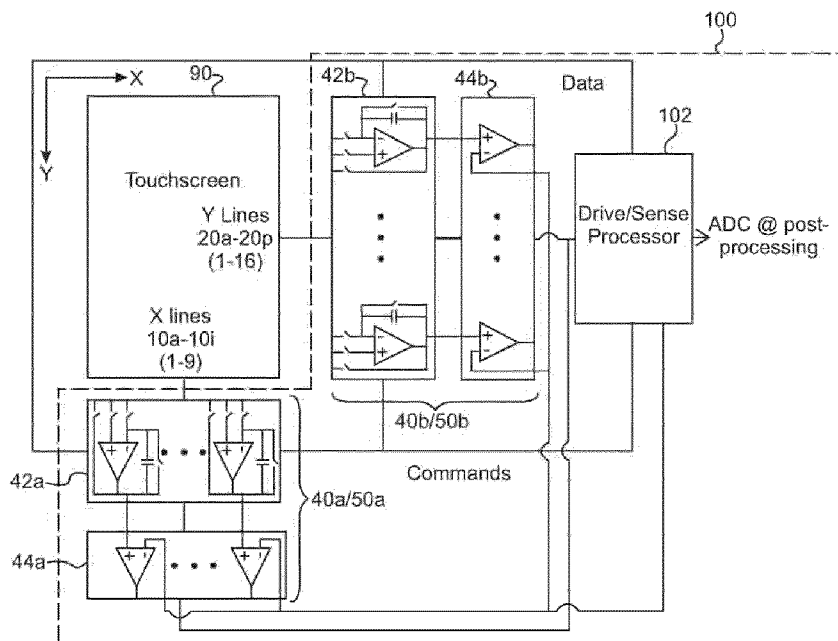 100
90
X
42b
44b
Data
102
Y
Touchscreen
Y Lines
20a-20p
(1-16)
Drive/Sense
Processor
ADC @ post-
processing
X lines
10a-10i
(1-9)
40b/50b
Commands
42a
40a/50a
44a
- + - +
- + - +
+ - + -
+ - + -